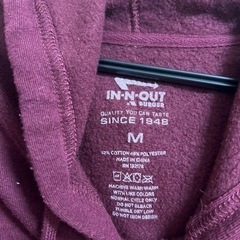 IN-N-OUT
BURGER
QUALITY YOU CAN TASTE
SINCE 1948
M
52% COTTON 48% POLYESTER
MADE IN CHINA
MACHINE WASH WARM
WITH LIKE COLORS
NORMAL CYCLE ONLY
DO NOT BLEACH
TUMBLE DRY LOW
DO NOT IRON DESIGN